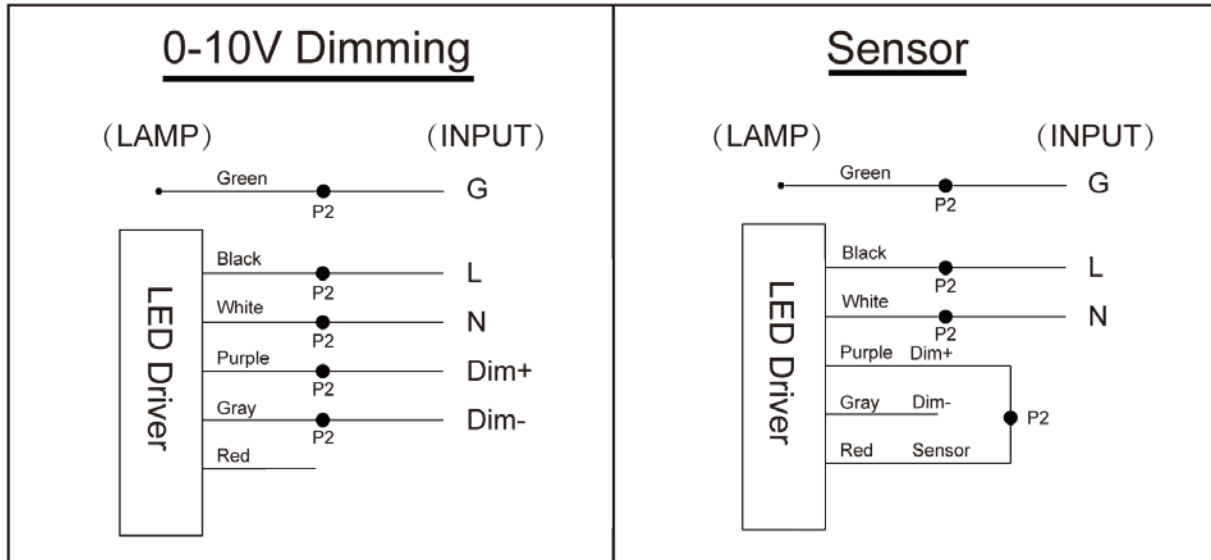 0-10V Dimming
(LAMP)
(INPUT)
Green
G
P2
LED Driver
Black
L
P2
White
N
P2
Purple
Dim+
P2
Gray
Dim-
P2
Red
Sensor
(LAMP)
(INPUT)
Green
G
P2
LED Driver
Black
L
P2
White
N
P2
Purple
Dim+
Gray
Dim-
P2
Red
Sensor